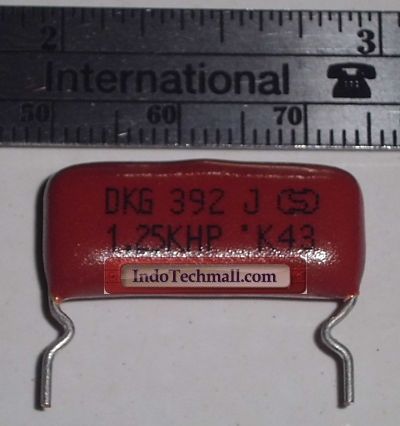 2 3
International
50 60 70
DKG 392 J
1.25KHP "K43
IndoTechmall.com